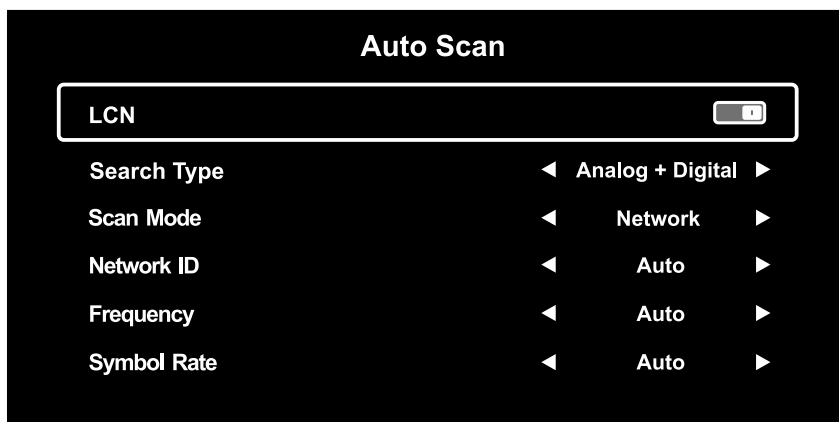 Auto Scan
LCN
Search Type Analog + Digital
Scan Mode Network
Network ID Auto
Frequency Auto
Symbol Rate Auto